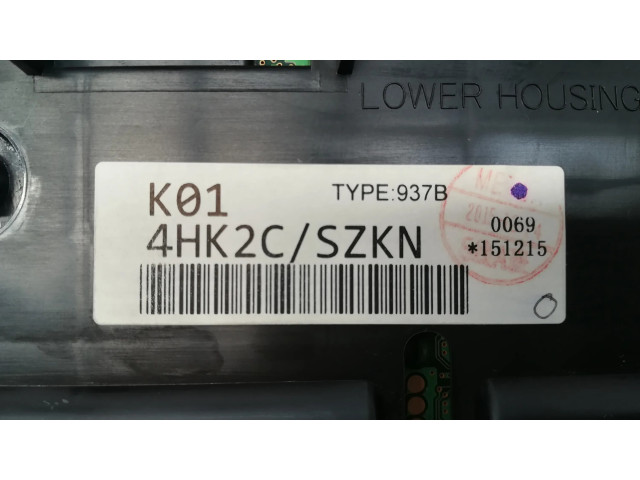 LOWER HOUSING
K01
TYPE:937B
4HK2C/SZKN
0069
*151215